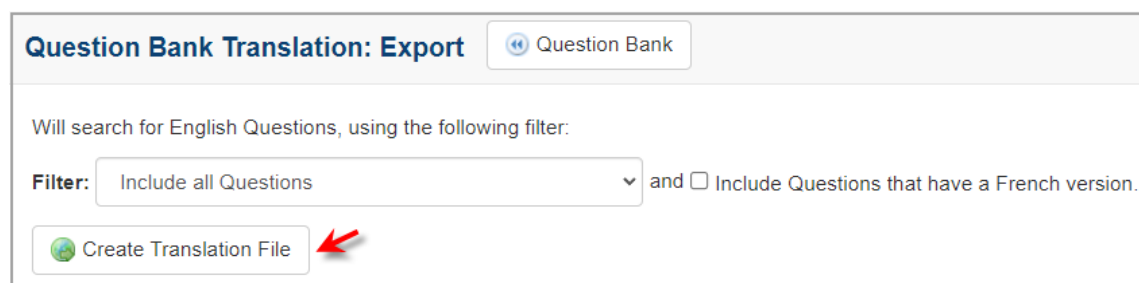 Question Bank Translation: Export Question Bank
Will search for English Questions, using the following filter:
Filter: Include all Questions and Include Questions that have a French version.
Create Translation File